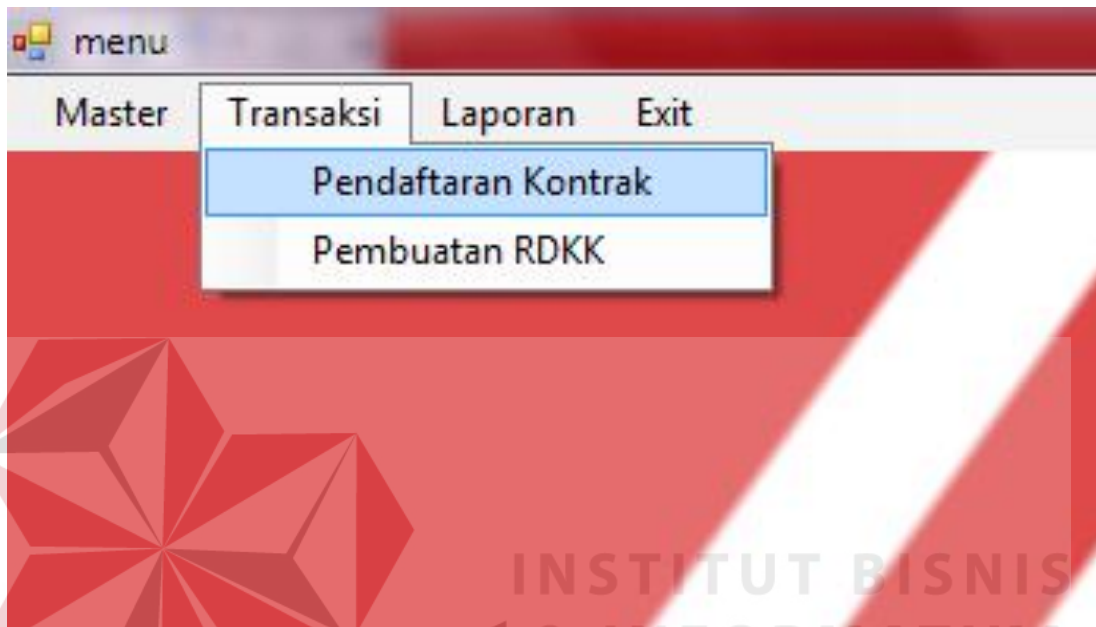 menu
Master Transaksi Laporan Exit
Pendaftaran Kontrak
Pembuatan RDKK
INSTITUT BISNIS